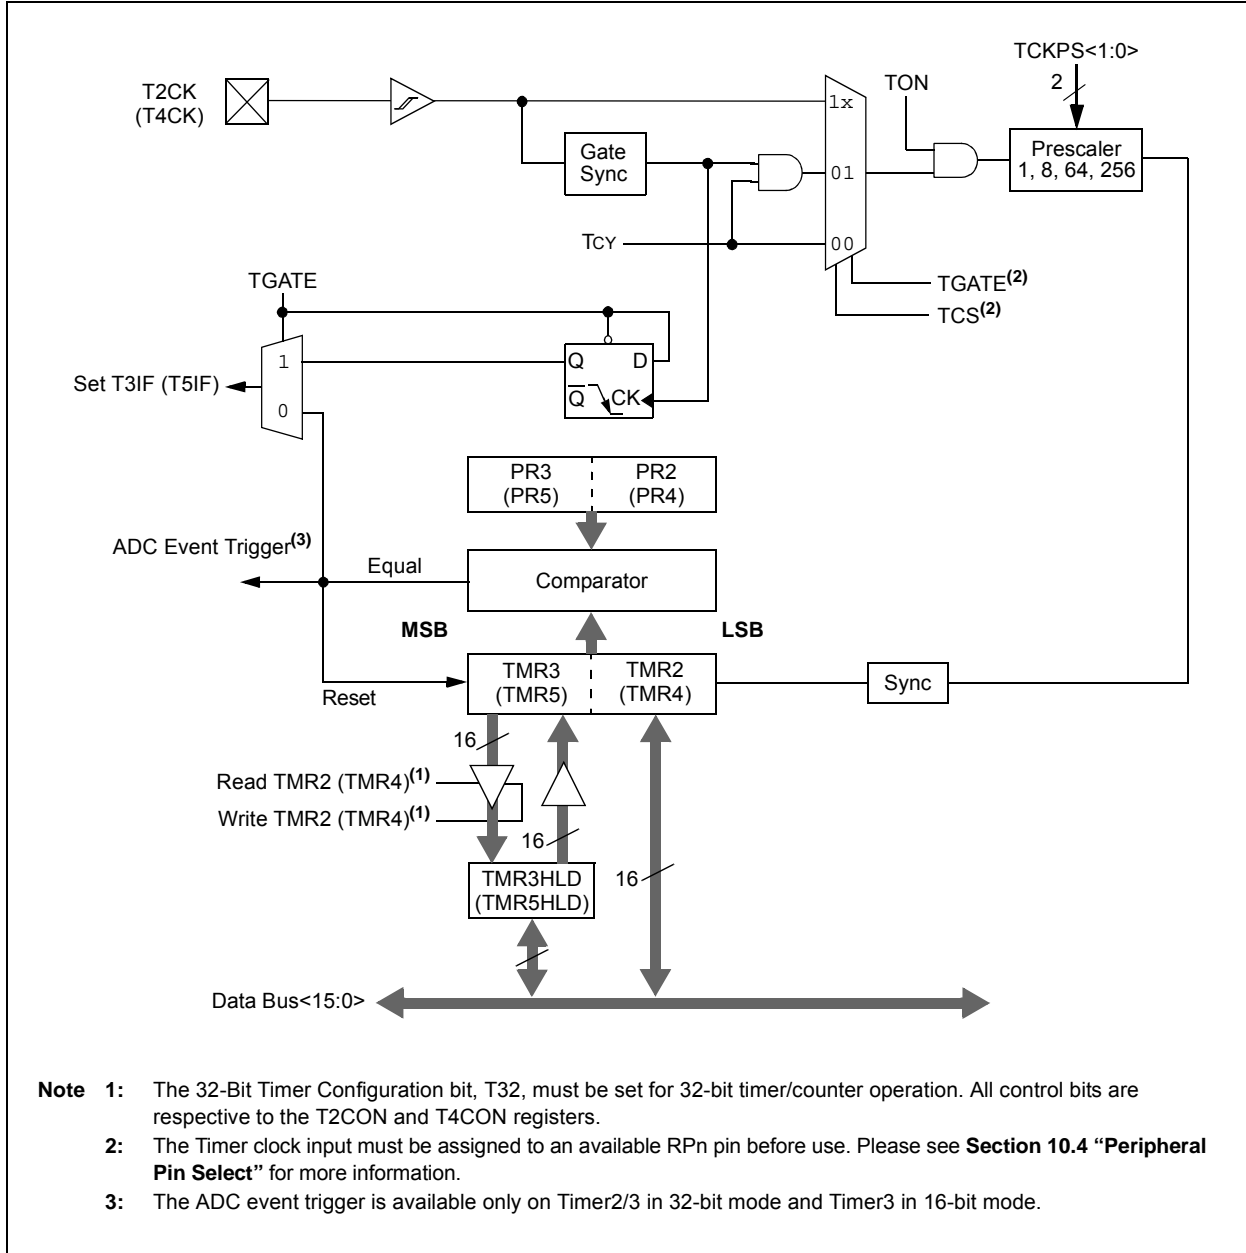 TCKPS<1:0>
2
TON
T2CK
(T4CK)
1x
Gate
Sync
Prescaler
1, 8, 64, 256
01
TCY
00
TGATE
TGATE(2)
TCS(2)
1
Q D
Set T3IF (T5IF)
Q CK
0
PR3
(PR5)
PR2
(PR4)
ADC Event Trigger(3)
Equal
Comparator
MSB
LSB
TMR3
(TMR5)
TMR2
(TMR4)
Sync
Reset
16
Read TMR2 (TMR4)(1)
Write TMR2 (TMR4)(1)
16
TMR3HLD
(TMR5HLD)
16
Data Bus<15:0>
Note 1: The 32-Bit Timer Configuration bit, T32, must be set for 32-bit timer/counter operation. All control bits are
respective to the T2CON and T4CON registers.
2: The Timer clock input must be assigned to an available RPn pin before use. Please see Section 10.4 “Peripheral
Pin Select” for more information.
3: The ADC event trigger is available only on Timer2/3 in 32-bit mode and Timer3 in 16-bit mode.